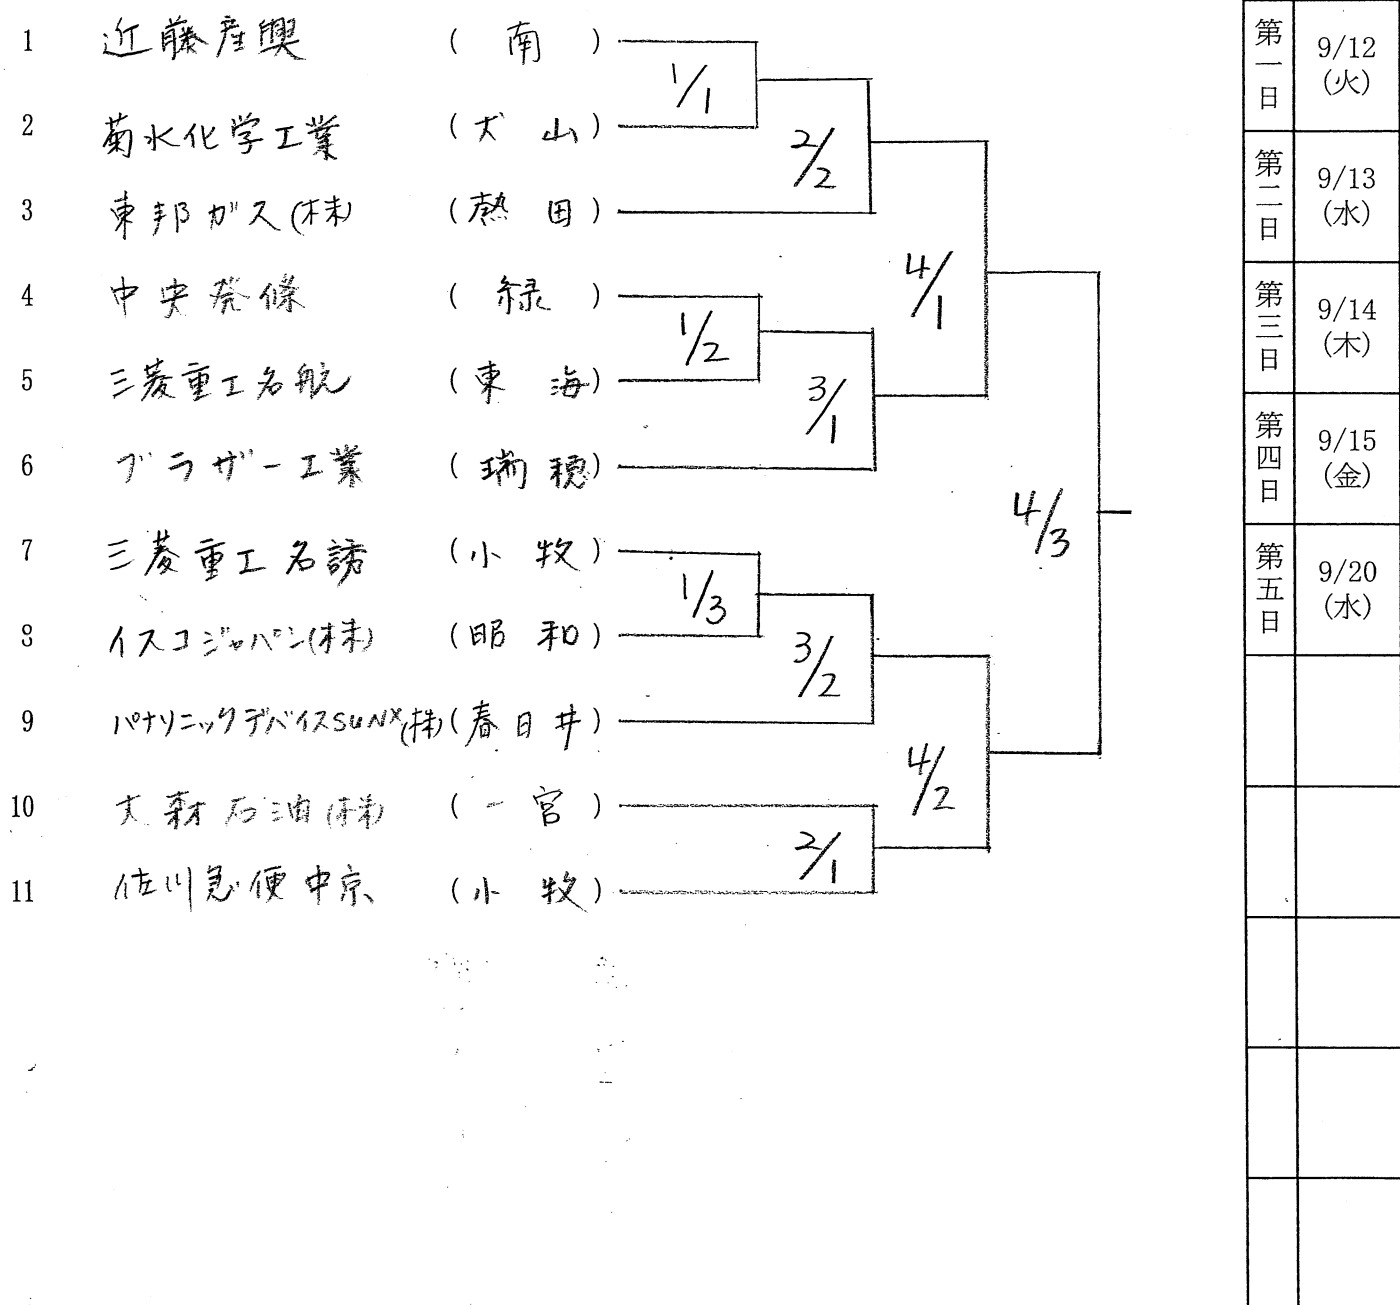 1 近藤産興 ( 南 )
2 菊水化学工業 (犬 山)
3 東邦ガス(株) (熱 田)
4 中央発條 ( 緑 )
5 三菱重工名航 (東 海)
6 ブラザー工業 (瑞 穂)
7 三菱重工名誘 (小 牧)
8 イスコジャパン(株) (昭 和)
9 パナソニックデバイスSUNX(株) (春日井)
10 大森石油(株) (一 宮)
11 佐川急便中京 (小 牧)
1/1
2/2
4/1
1/2
3/1
4/3
1/3
3/2
4/2
2/1
第一日 9/12 (火)
第二日 9/13 (水)
第三日 9/14 (木)
第四日 9/15 (金)
第五日 9/20 (水)